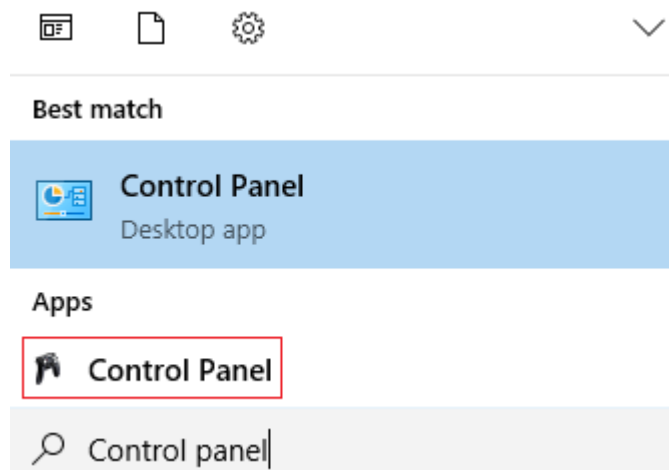 Best match
Control Panel
Desktop app
Apps
Control Panel
Control panel